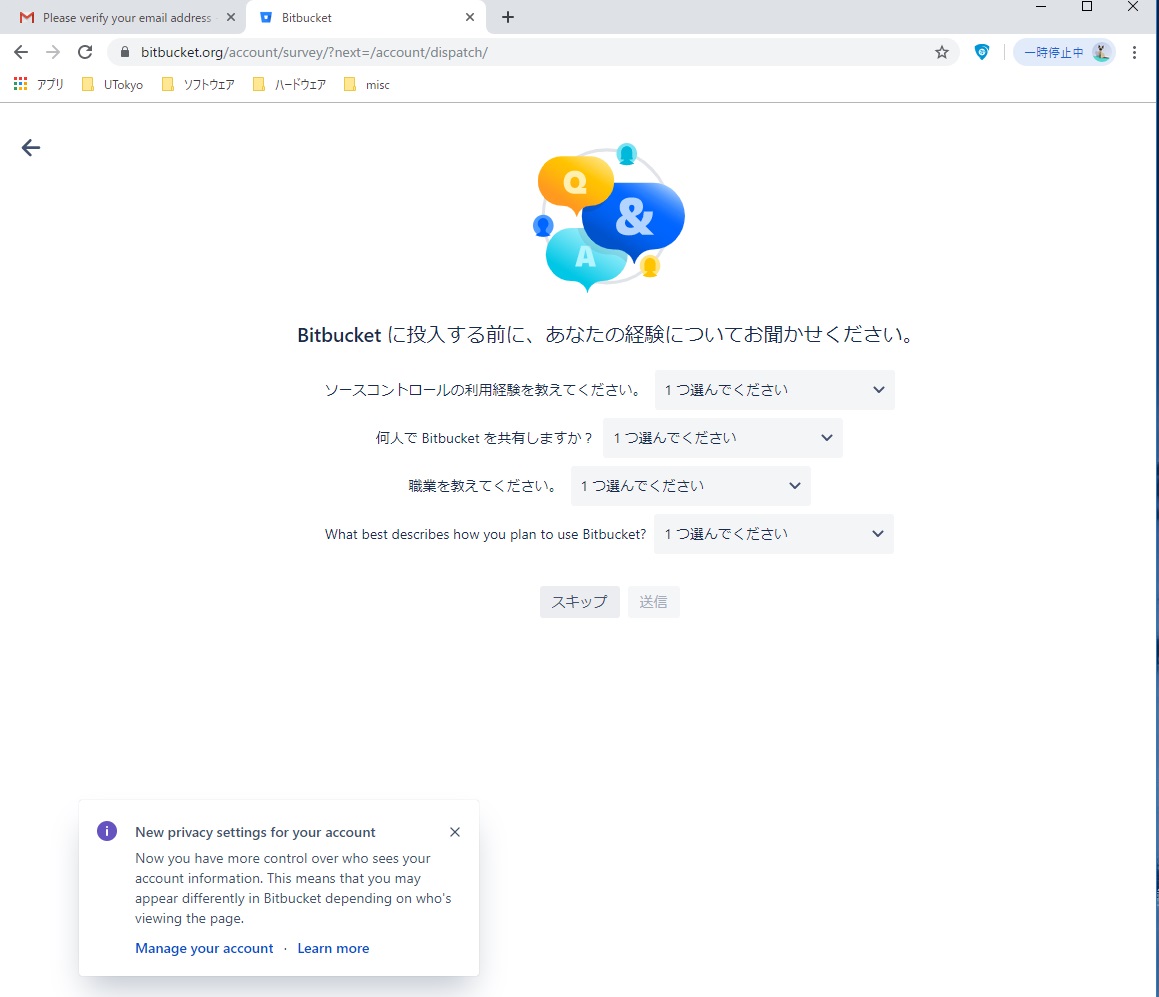 Please verify your email address
Bitbucket
bitbucket.org/account/survey/?next=/account/dispatch/
一時停止中
アプリ UTokyo ソフトウェア ハードウェア misc
Q
&
A
Bitbucket に投入する前に、あなたの経験についてお聞かせください。
ソースコントロールの利用経験を教えてください。 1 つ選んでください
何人で Bitbucket を共有しますか？ 1 つ選んでください
職業を教えてください。 1 つ選んでください
What best describes how you plan to use Bitbucket? 1 つ選んでください
スキップ 送信
New privacy settings for your account
Now you have more control over who sees your
account information. This means that you may
appear differently in Bitbucket depending on who's
viewing the page.
Manage your account · Learn more